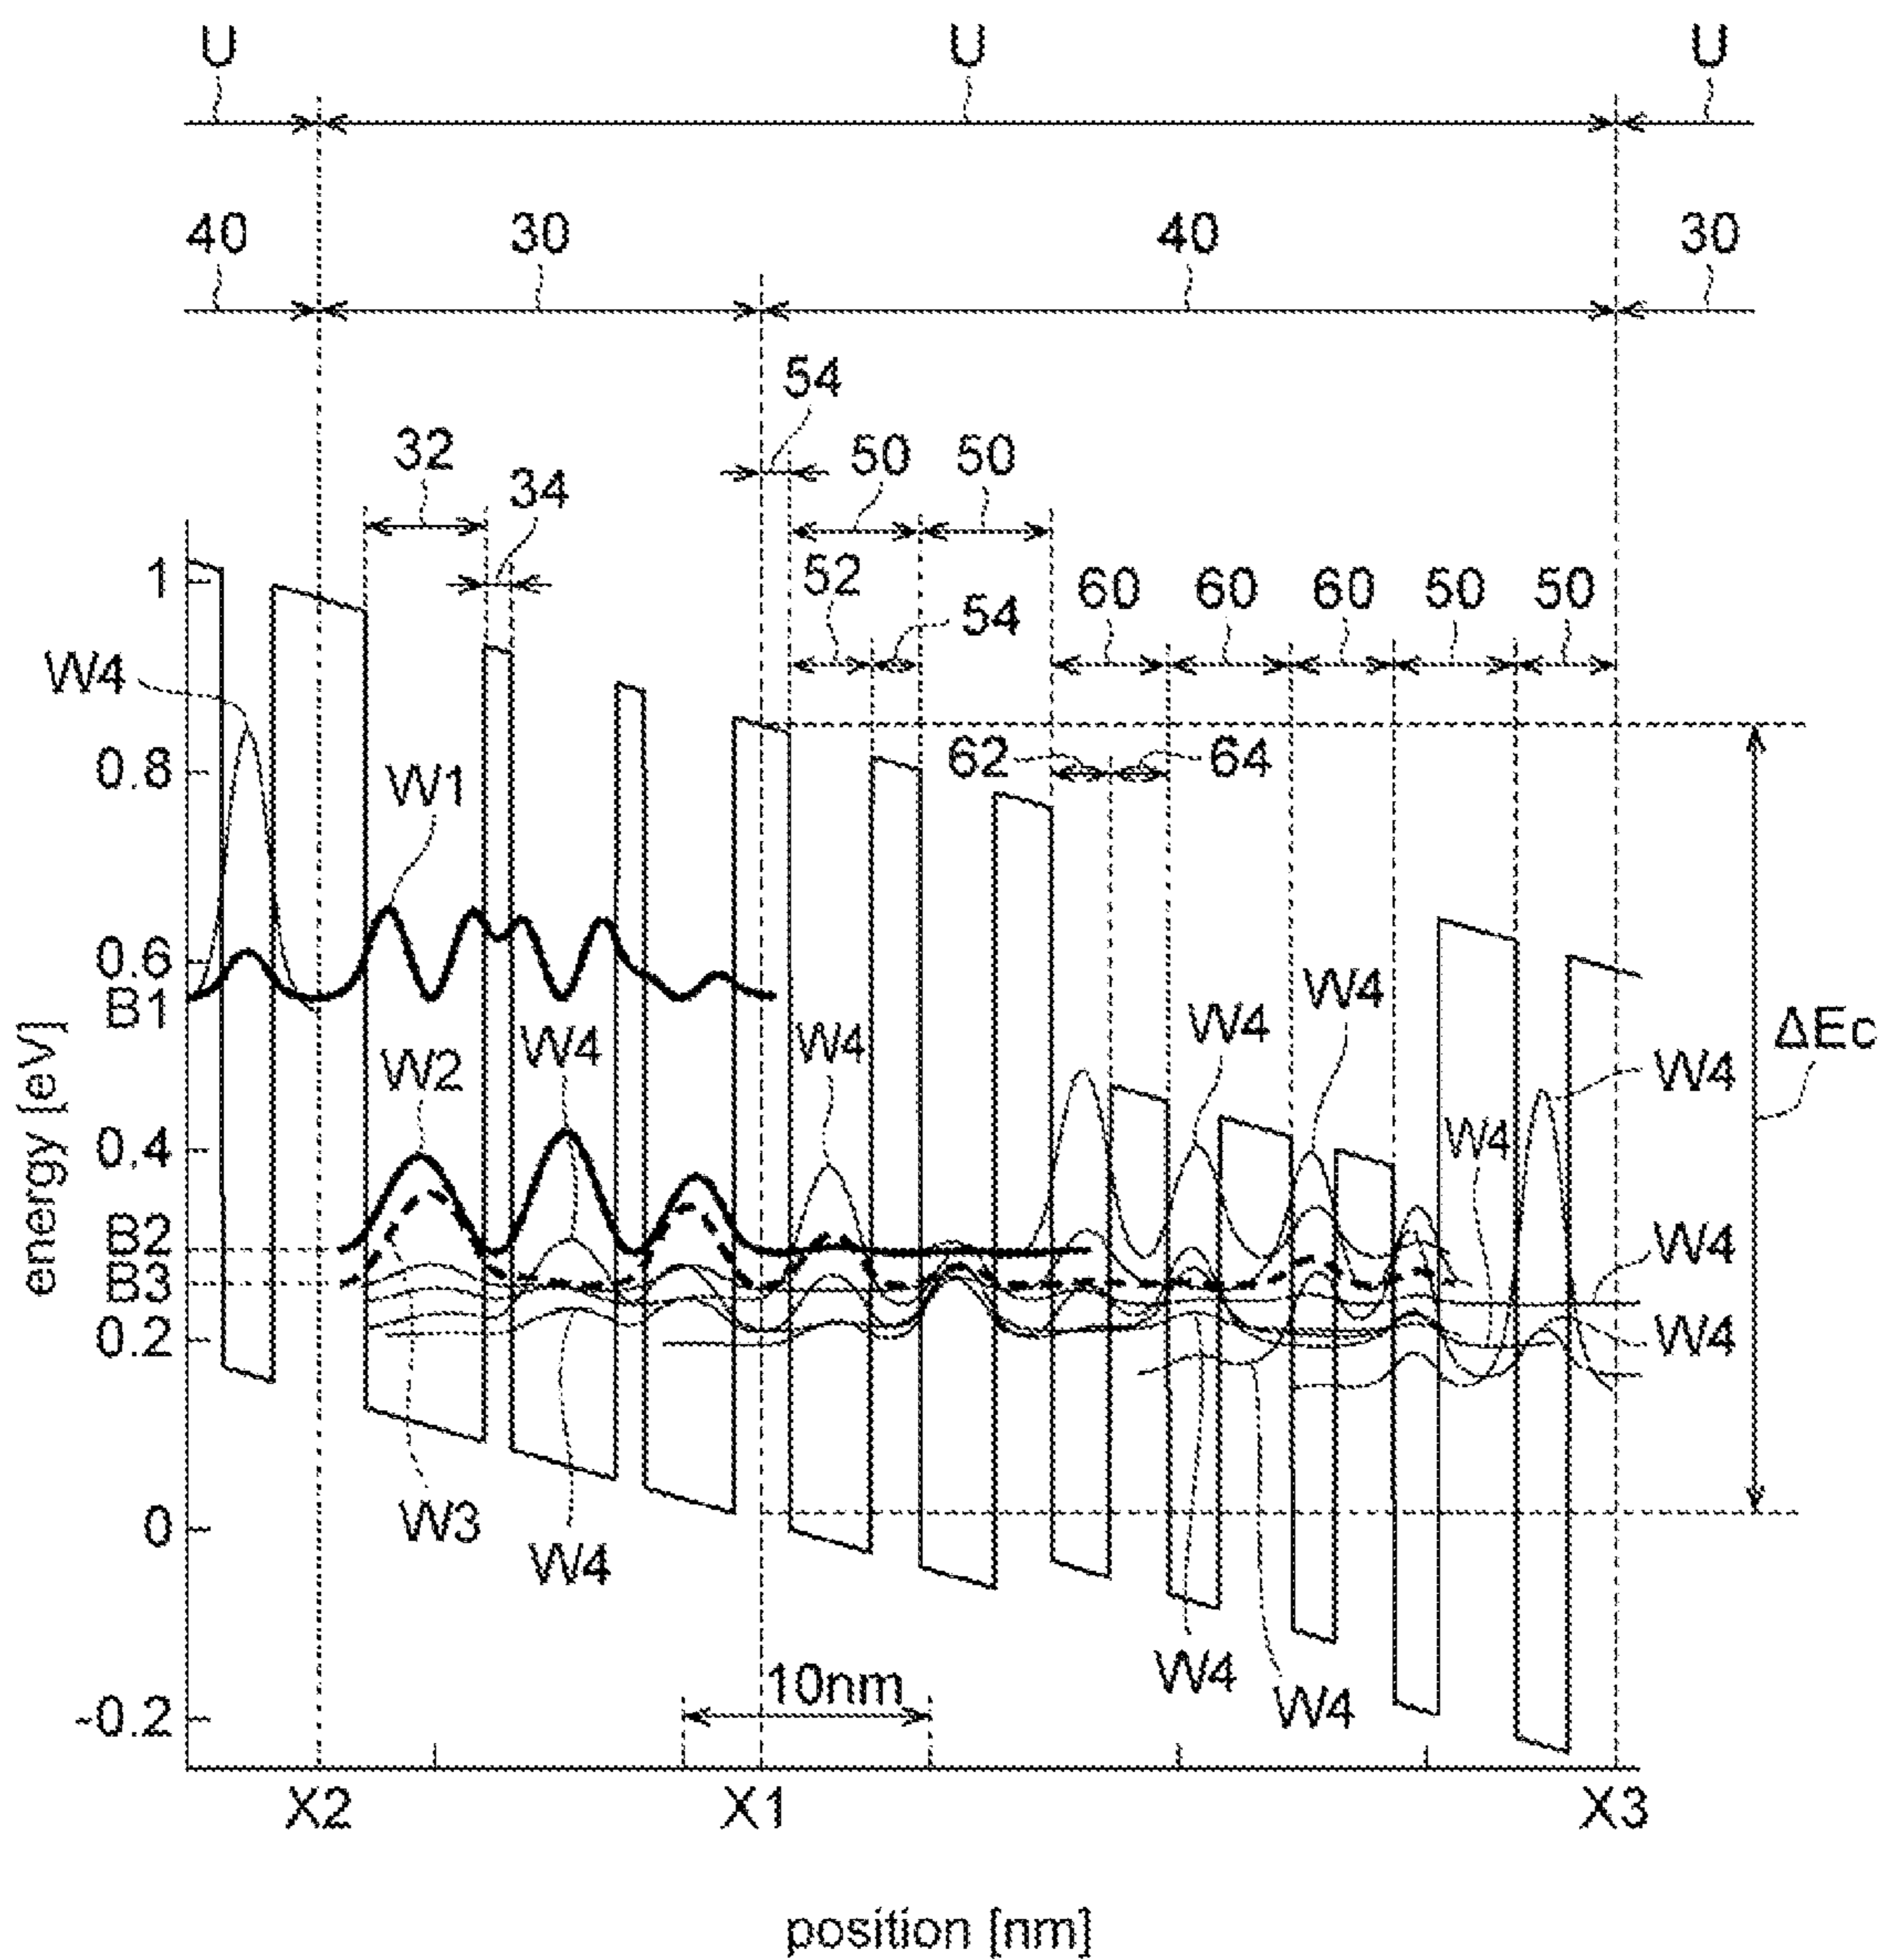 U U U
40 30 40 30
54
32 50 50
34
52 60 60 60 50 50
54
1
W4
62 64
0.8
W1
0.6
B1
W4 W4
W2 W4 W4 ΔEc
W4
0.4 W4
B2 W4
B3
0.2 W4
energy [eV]
0
W3
W4
W4
W4
10nm
-0.2
X2 X1 X3
position [nm]